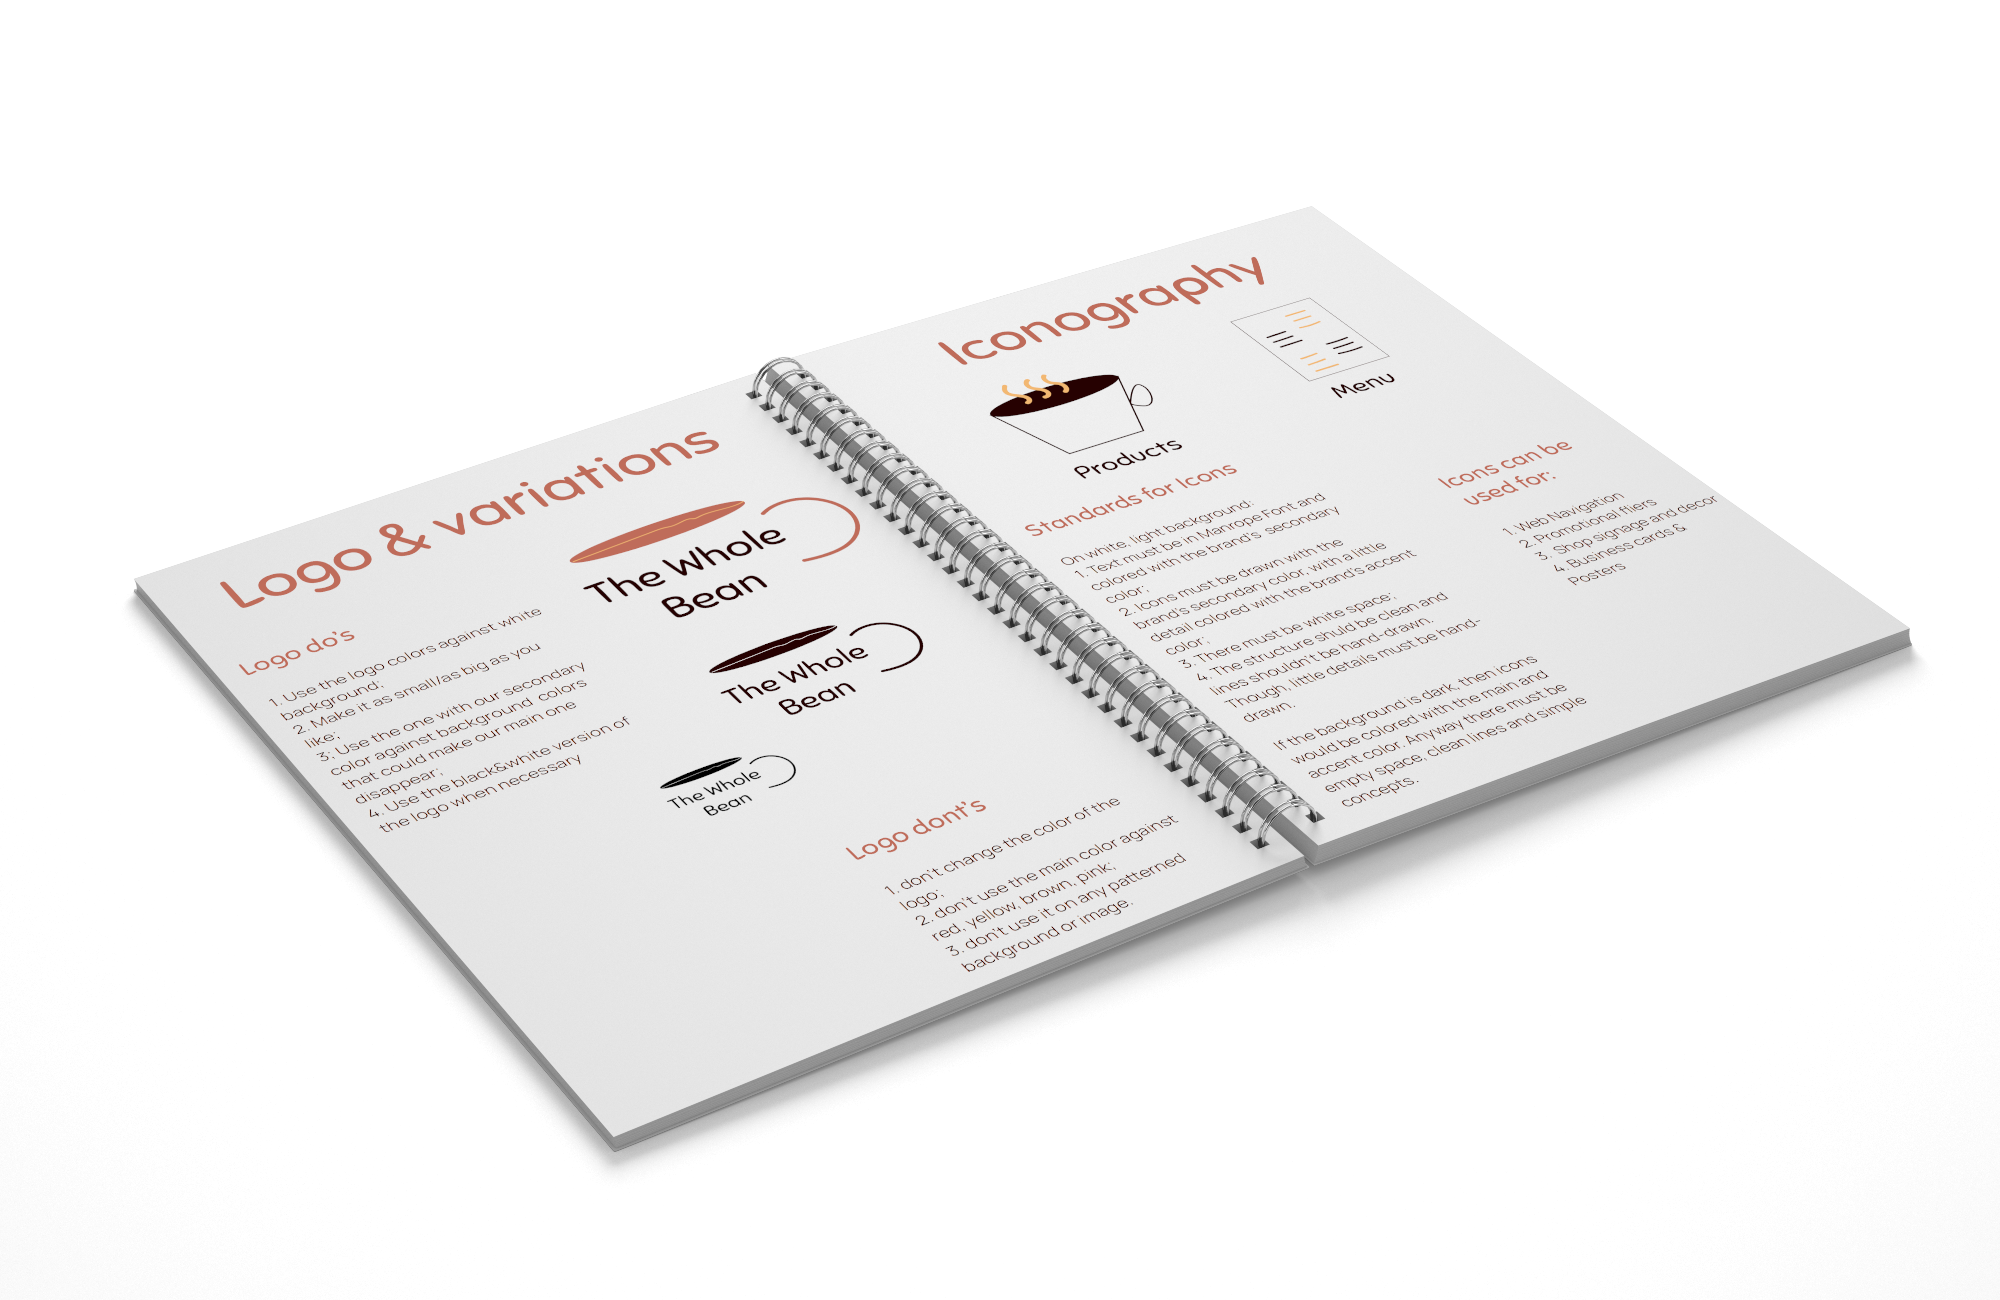 Logo & variations
Logo do's
1. Use the logo colors against white
background;
2. Make it as small/as big as you
like;
3; Use the one with our secondary
color against background colors
that could make our main one
disappear;
4. Use the black&white version of
the logo when necessary
The Whole
Bean
The Whole
Bean
The Whole
Bean
Logo dont's
1. don't change the color of the
logo;
2. don't use the main color against
red, yellow, brown, pink;
3. don't use it on any patterned
background or image.
Iconography
Products
Menu
Standards for Icons
On white, light background:
1. Text must be in Manrope Font and
colored with the brand's secondary
color;
2. Icons must be drawn with the
brand's secondary color, with a little
detail colored with the brand's accent
color;
3. There must be white space;
4. The structure shuld be clean and
lines shouldn't be hand-drawn.
Though, little details must be hand-
drawn.
If the background is dark, then icons
would be colored with the main and
accent color. Anyway there must be
empty space, clean lines and simple
concepts.
Icons can be
used for:
1. Web Navigation
2. Promotional fliers
3. Shop signage and decor
4. Business cards &
Posters